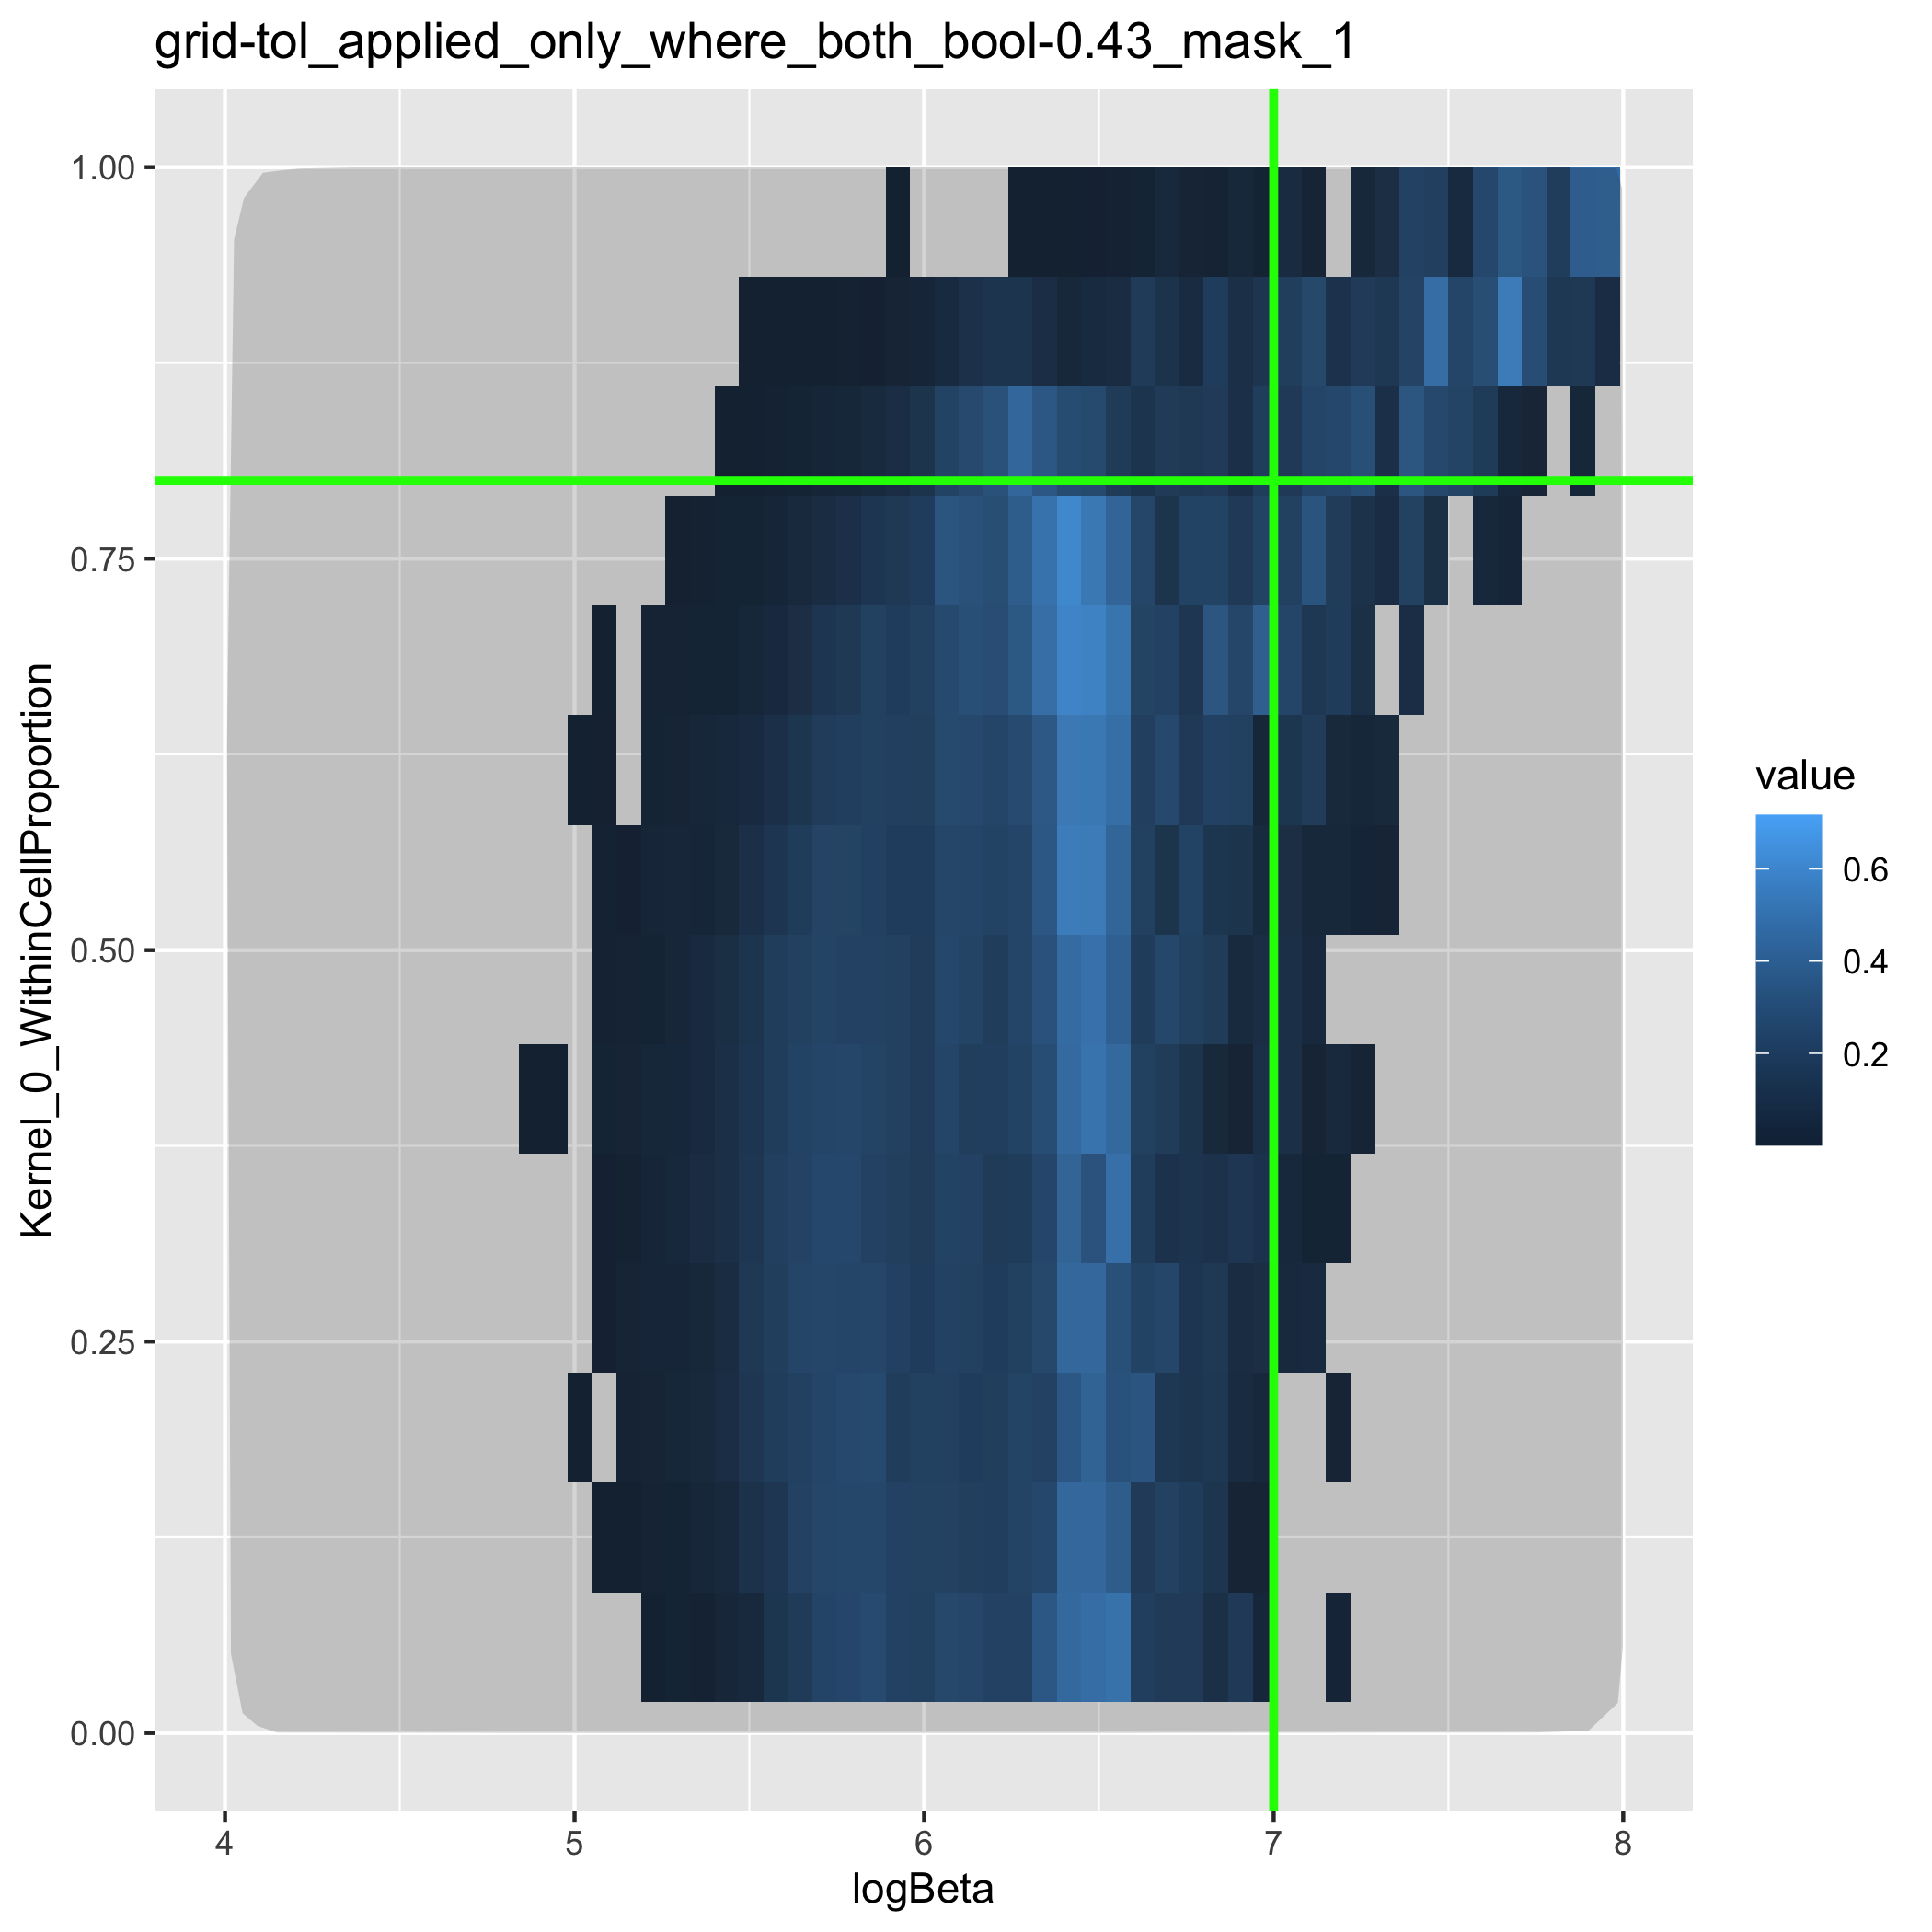 grid-tol_applied_only_where_both_bool-0.43_mask_1
Kernel_0_WithinCellProportion
1.00
0.75
0.50
0.25
0.00
4 5 6 7 8
logBeta
value
0.6
0.4
0.2